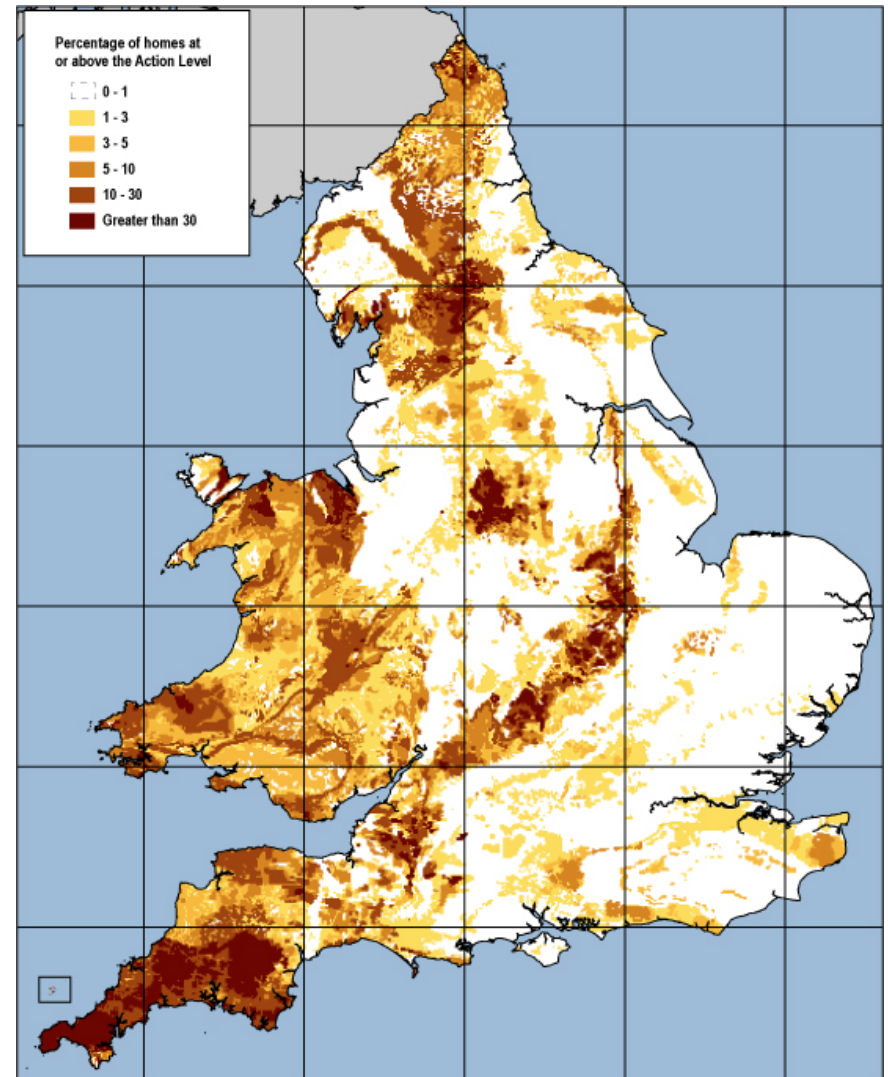 Percentage of homes at
or above the Action Level
0 - 1
1 - 3
3 - 5
5 - 10
10 - 30
Greater than 30